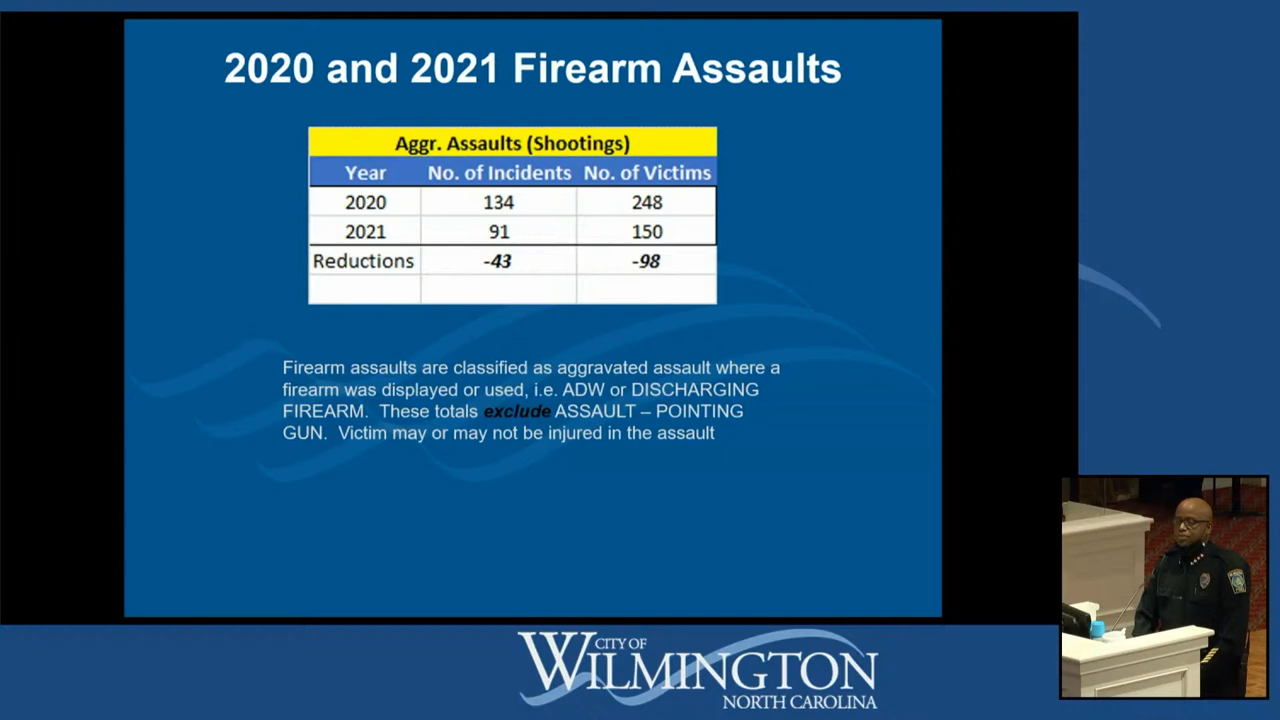 2020 and 2021 Firearm Assaults
Aggr. Assaults (Shootings)
Year No. of Incidents No. of Victims
2020 134 248
2021 91 150
Reductions -43 -98
Firearm assaults are classified as aggravated assault where a
firearm was displayed or used, i.e. ADW or DISCHARGING
FIREARM. These totals exclude ASSAULT – POINTING
GUN. Victim may or may not be injured in the assault
CITY OF
WILMINGTON
NORTH CAROLINA